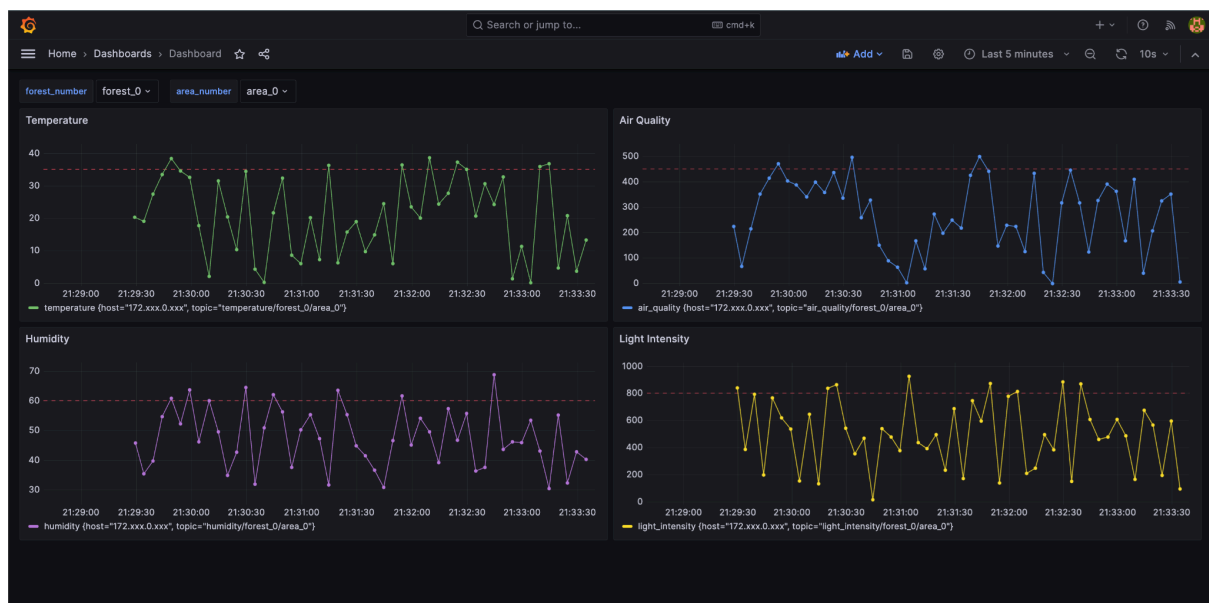 Search or jump to... cmd+k
Home › Dashboards › Dashboard Add Last 5 minutes 10s
forest_number forest_0 area_number area_0
Temperature
40
30
20
10
0
21:29:00 21:29:30 21:30:00 21:30:30 21:31:00 21:31:30 21:32:00 21:32:30 21:33:00 21:33:30
temperature {host="172.xxx.0.xxx", topic="temperature/forest_0/area_0"}
Air Quality
500
400
300
200
100
0
21:29:00 21:29:30 21:30:00 21:30:30 21:31:00 21:31:30 21:32:00 21:32:30 21:33:00 21:33:30
air_quality {host="172.xxx.0.xxx", topic="air_quality/forest_0/area_0"}
Humidity
70
60
50
40
30
21:29:00 21:29:30 21:30:00 21:30:30 21:31:00 21:31:30 21:32:00 21:32:30 21:33:00 21:33:30
humidity {host="172.xxx.0.xxx", topic="humidity/forest_0/area_0"}
Light Intensity
1000
800
600
400
200
0
21:29:00 21:29:30 21:30:00 21:30:30 21:31:00 21:31:30 21:32:00 21:32:30 21:33:00 21:33:30
light_intensity {host="172.xxx.0.xxx", topic="light_intensity/forest_0/area_0"}